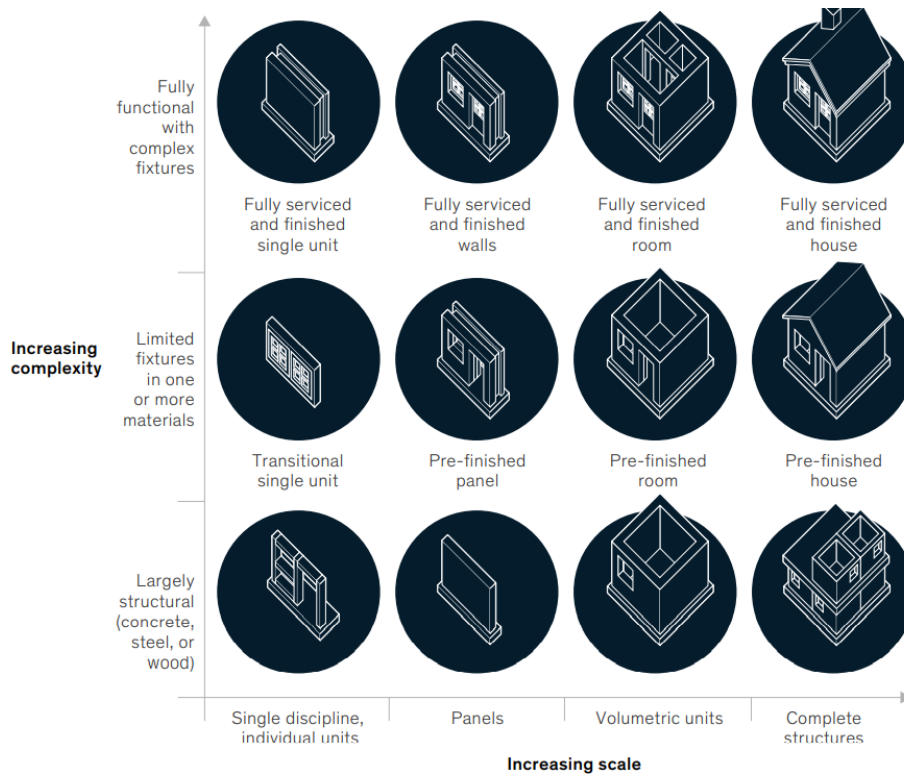 Fully
functional
with
complex
fixtures
Fully serviced
and finished
single unit
Fully serviced
and finished
walls
Fully serviced
and finished
room
Fully serviced
and finished
house
Increasing
complexity
Limited
fixtures
in one
or more
materials
Transitional
single unit
Pre-finished
panel
Pre-finished
room
Pre-finished
house
Largely
structural
(concrete,
steel, or
wood)
Single discipline,
individual units
Panels
Volumetric units
Complete
structures
Increasing scale